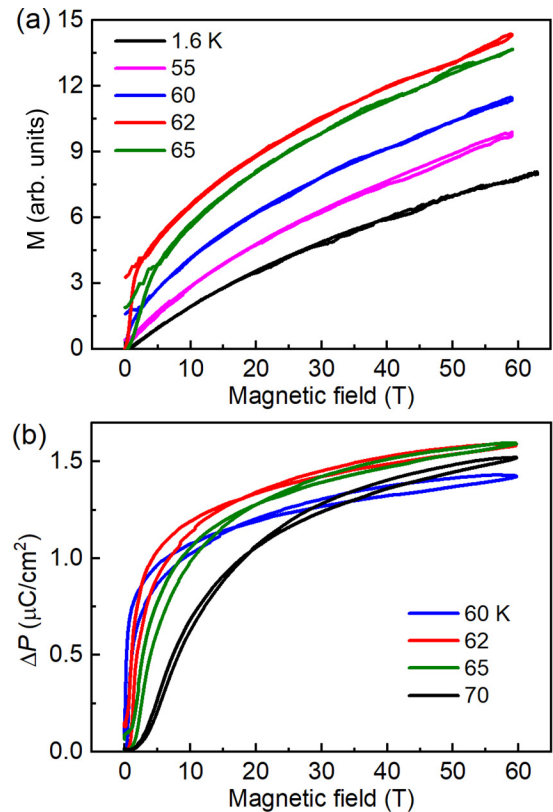 (a)
15
12
9
6
3
0
M (arb. units)
1.6 K
55
60
62
65
0 10 20 30 40 50 60
Magnetic field (T)
(b)
1.5
1.0
0.5
0.0
ΔP (μC/cm²)
60 K
62
65
70
0 10 20 30 40 50 60
Magnetic field (T)